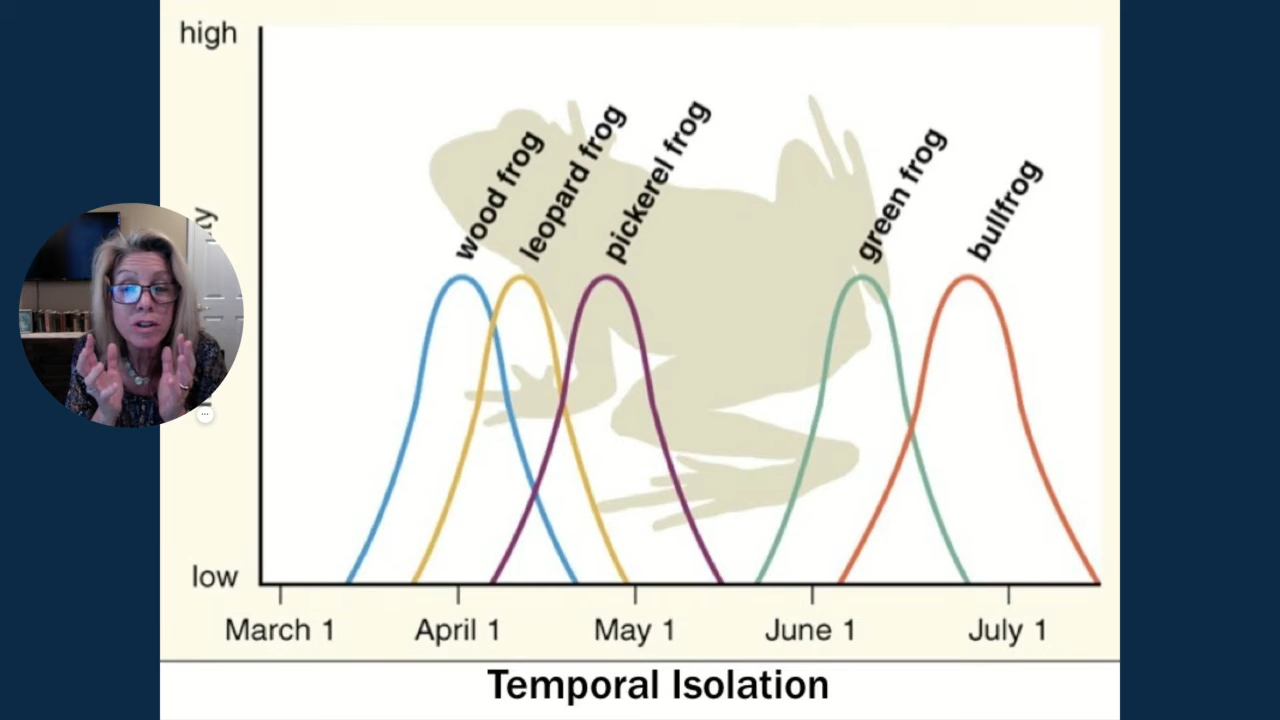 high
wood frog
leopard frog
pickerel frog
green frog
bullfrog
low
March 1
April 1
May 1
June 1
July 1
Temporal Isolation